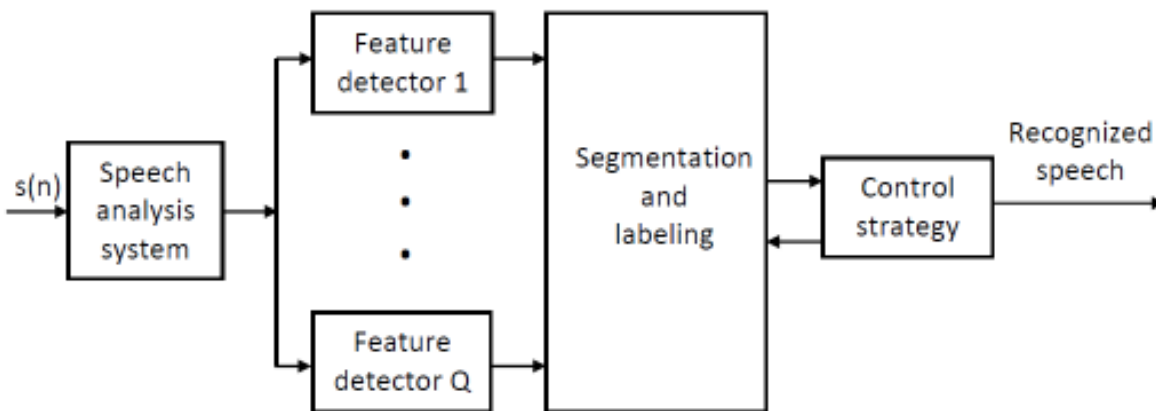 s(n)
Speech
analysis
system
Feature
detector 1
Feature
detector Q
Segmentation
and
labeling
Control
strategy
Recognized
speech